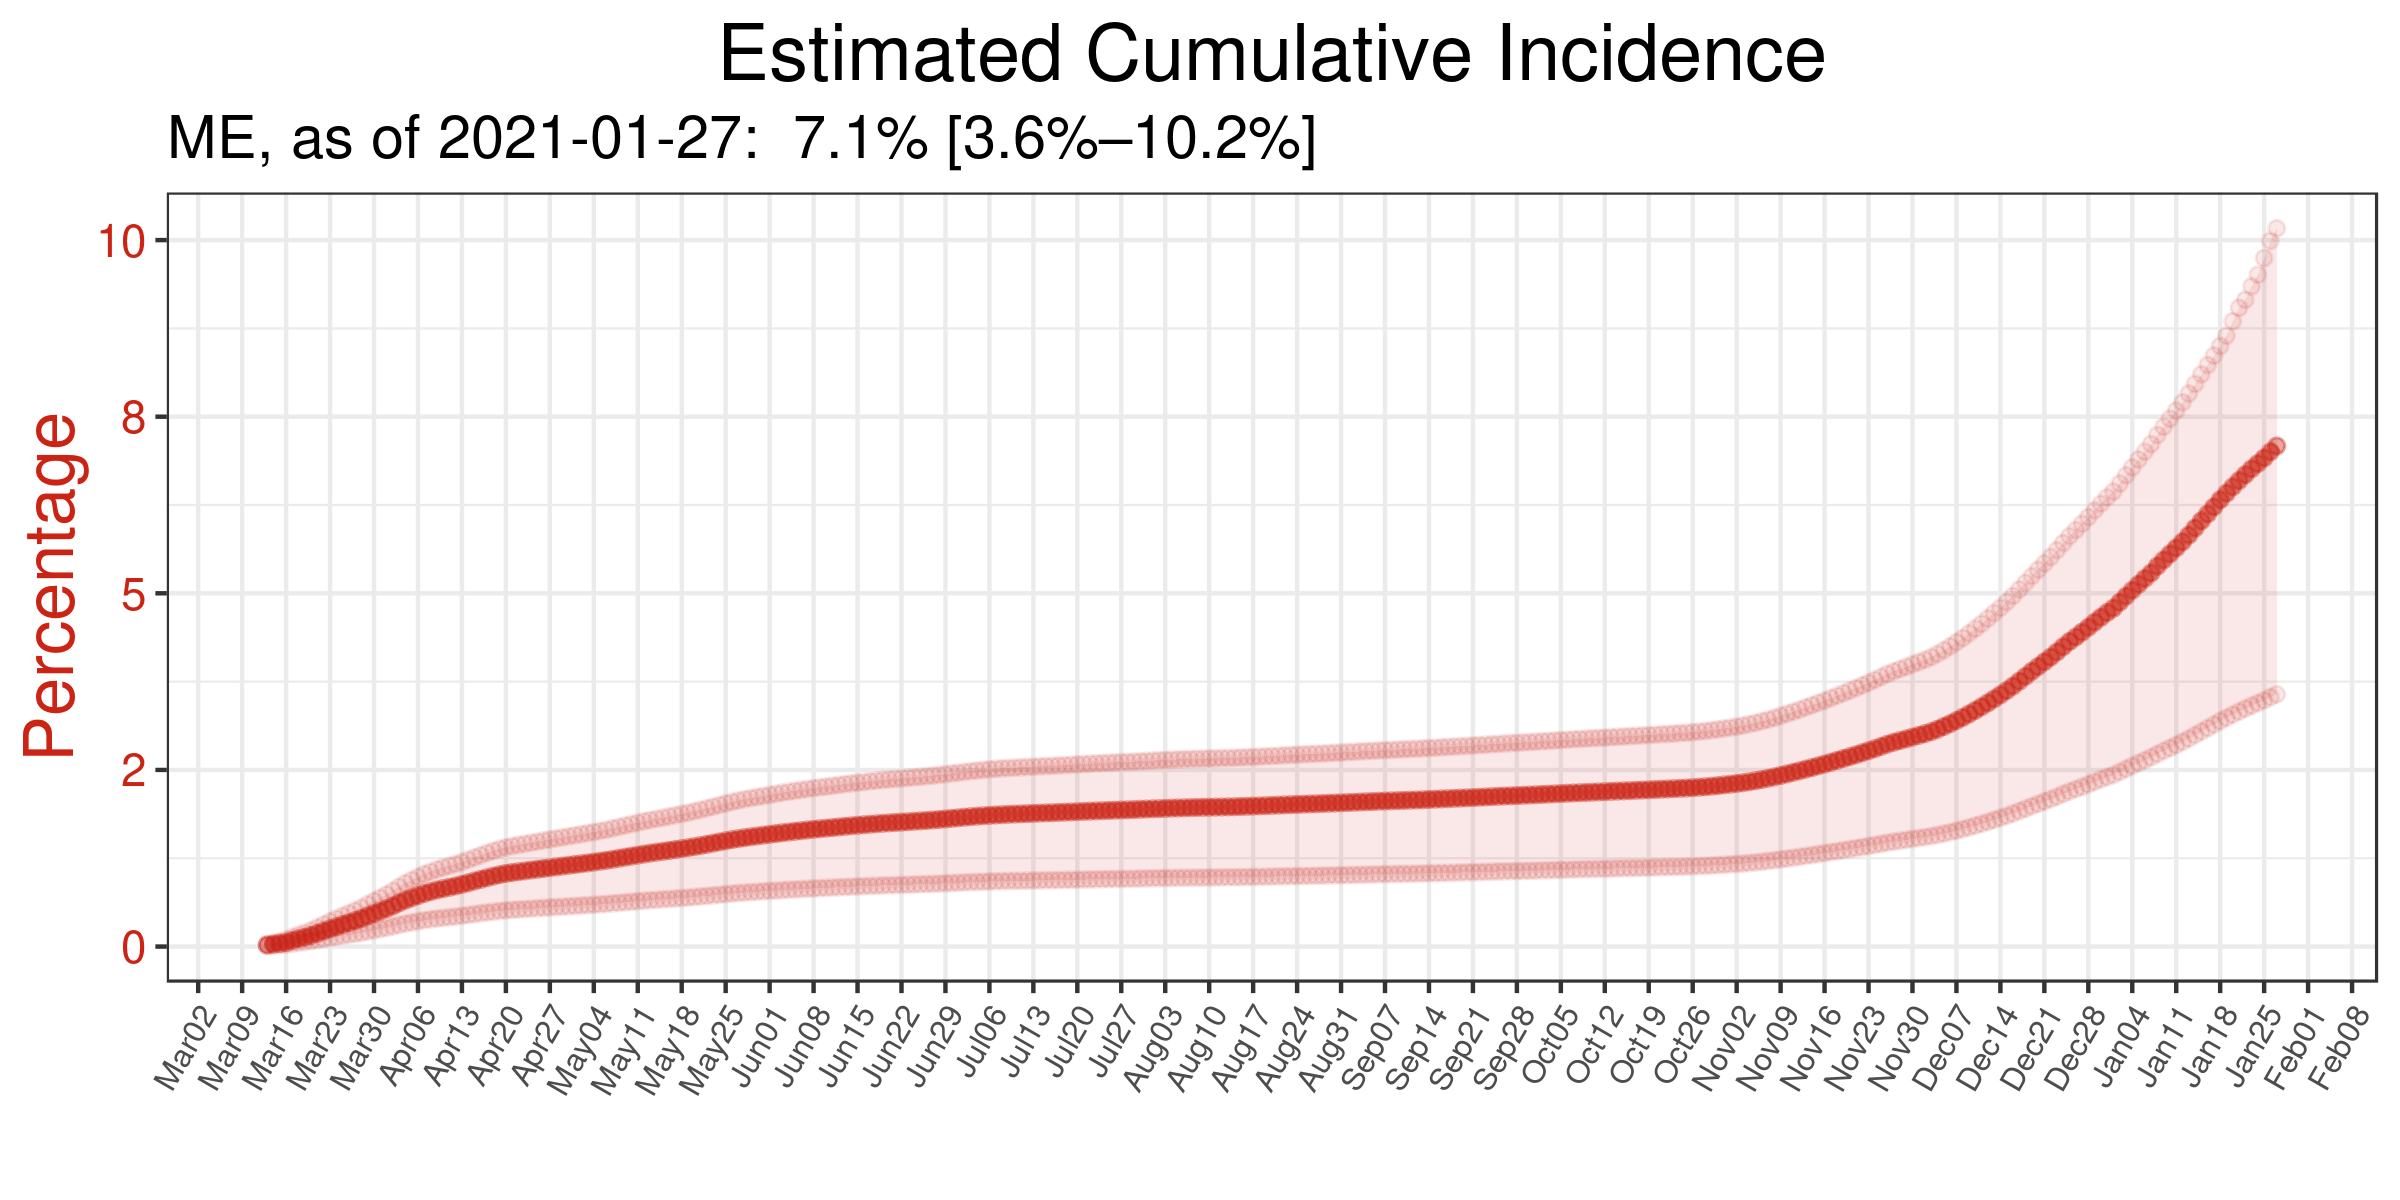 Estimated Cumulative Incidence
ME, as of 2021-01-27:  7.1% [3.6%–10.2%]
Percentage
10
8
5
2
0
Mar02 Mar09 Mar16 Mar23 Mar30 Apr06 Apr13 Apr20 Apr27 May04 May11 May18 May25 Jun01 Jun08 Jun15 Jun22 Jun29 Jul06 Jul13 Jul20 Jul27 Aug03 Aug10 Aug17 Aug24 Aug31 Sep07 Sep14 Sep21 Sep28 Oct05 Oct12 Oct19 Oct26 Nov02 Nov09 Nov16 Nov23 Nov30 Dec07 Dec14 Dec21 Dec28 Jan04 Jan11 Jan18 Jan25 Feb01 Feb08